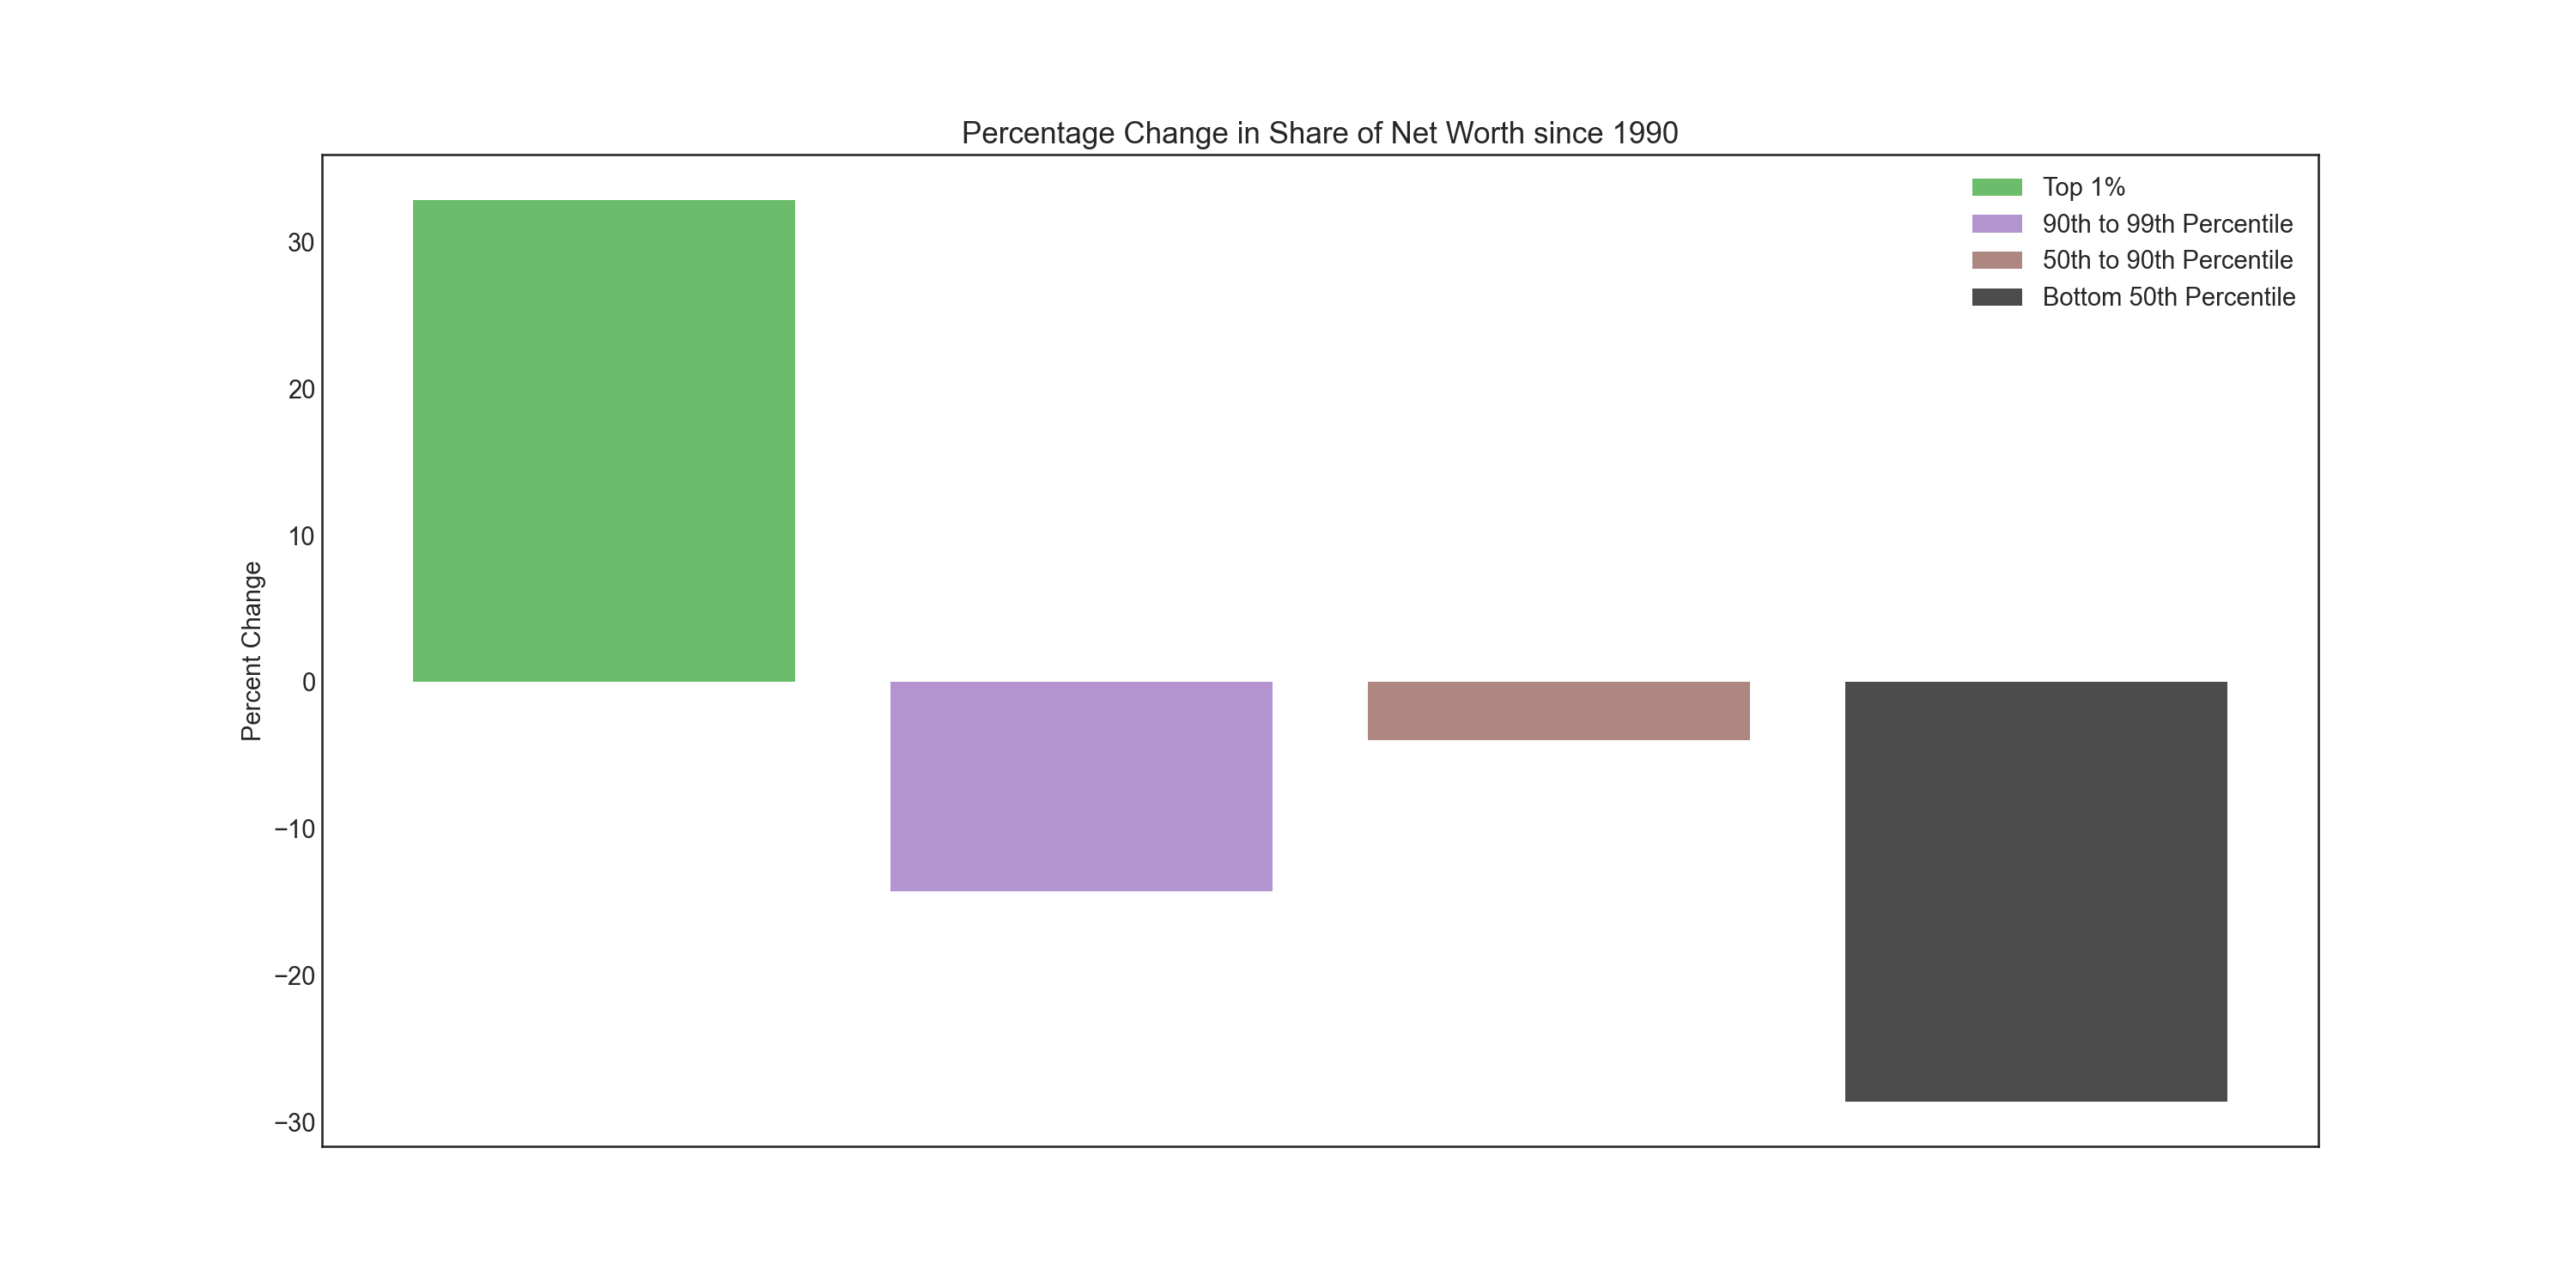 Percentage Change in Share of Net Worth since 1990
Top 1%
90th to 99th Percentile
50th to 90th Percentile
Bottom 50th Percentile
Percent Change
30
20
10
0
−10
−20
−30